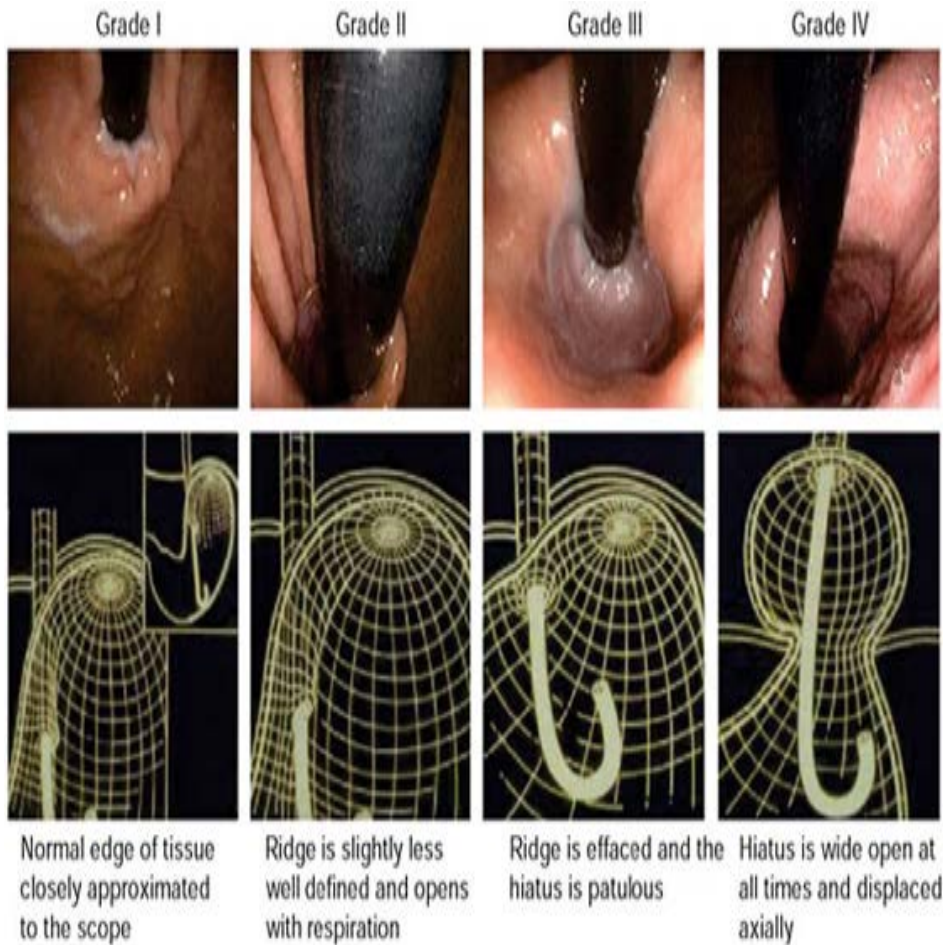 Grade I
Grade II
Grade III
Grade IV
Normal edge of tissue
closely approximated
to the scope
Ridge is slightly less
well defined and opens
with respiration
Ridge is effaced and the
hiatus is patulous
Hiatus is wide open at
all times and displaced
axially